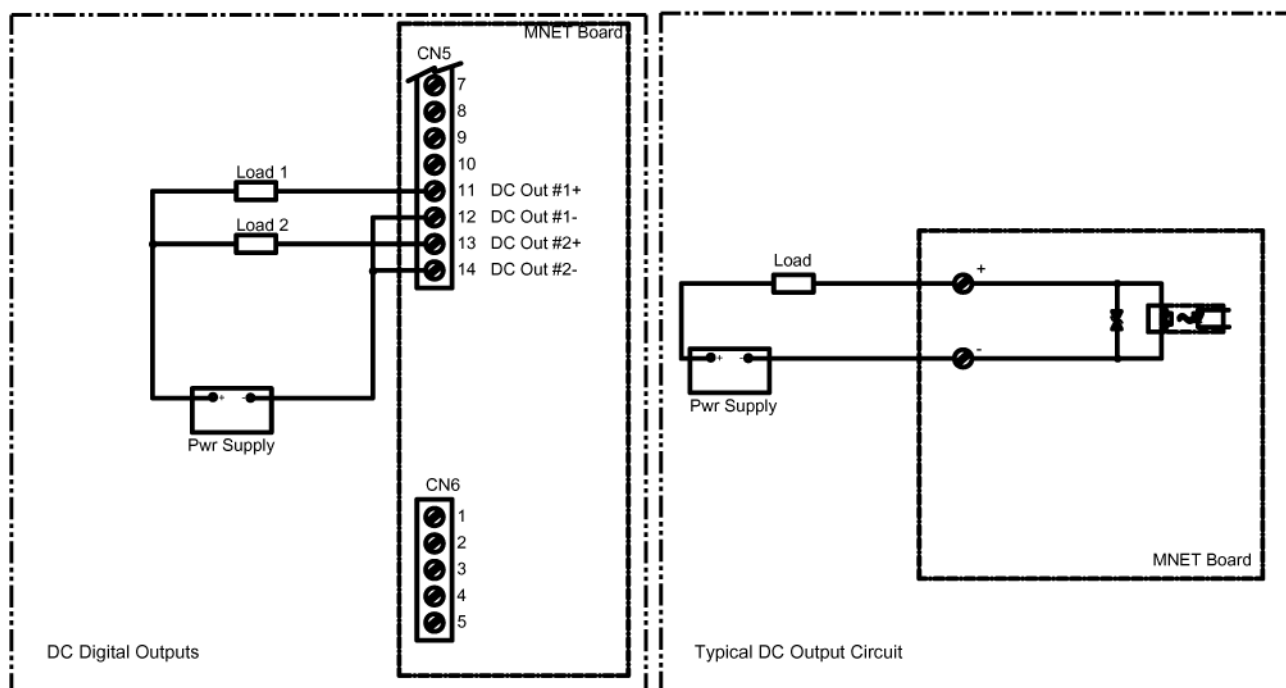 MNET Board
CN5
7
8
9
10
Load 1
11 DC Out #1+
12 DC Out #1-
Load 2
13 DC Out #2+
14 DC Out #2-
+ -
Pwr Supply
CN6
1
2
3
4
5
DC Digital Outputs
Load
+
-
+ -
Pwr Supply
MNET Board
Typical DC Output Circuit